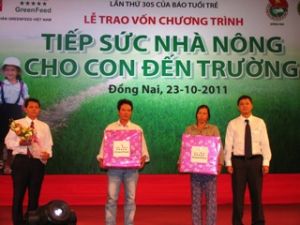 GreenFeed
LẦN THỨ 305 CỦA BÁO TUỔI TRẺ
LỄ TRAO VỐN CHƯƠNG TRÌNH
TIẾP SỨC NHÀ NÔNG
CHO CON ĐẾN TRƯỜNG
Đồng Nai, 23-10-2011